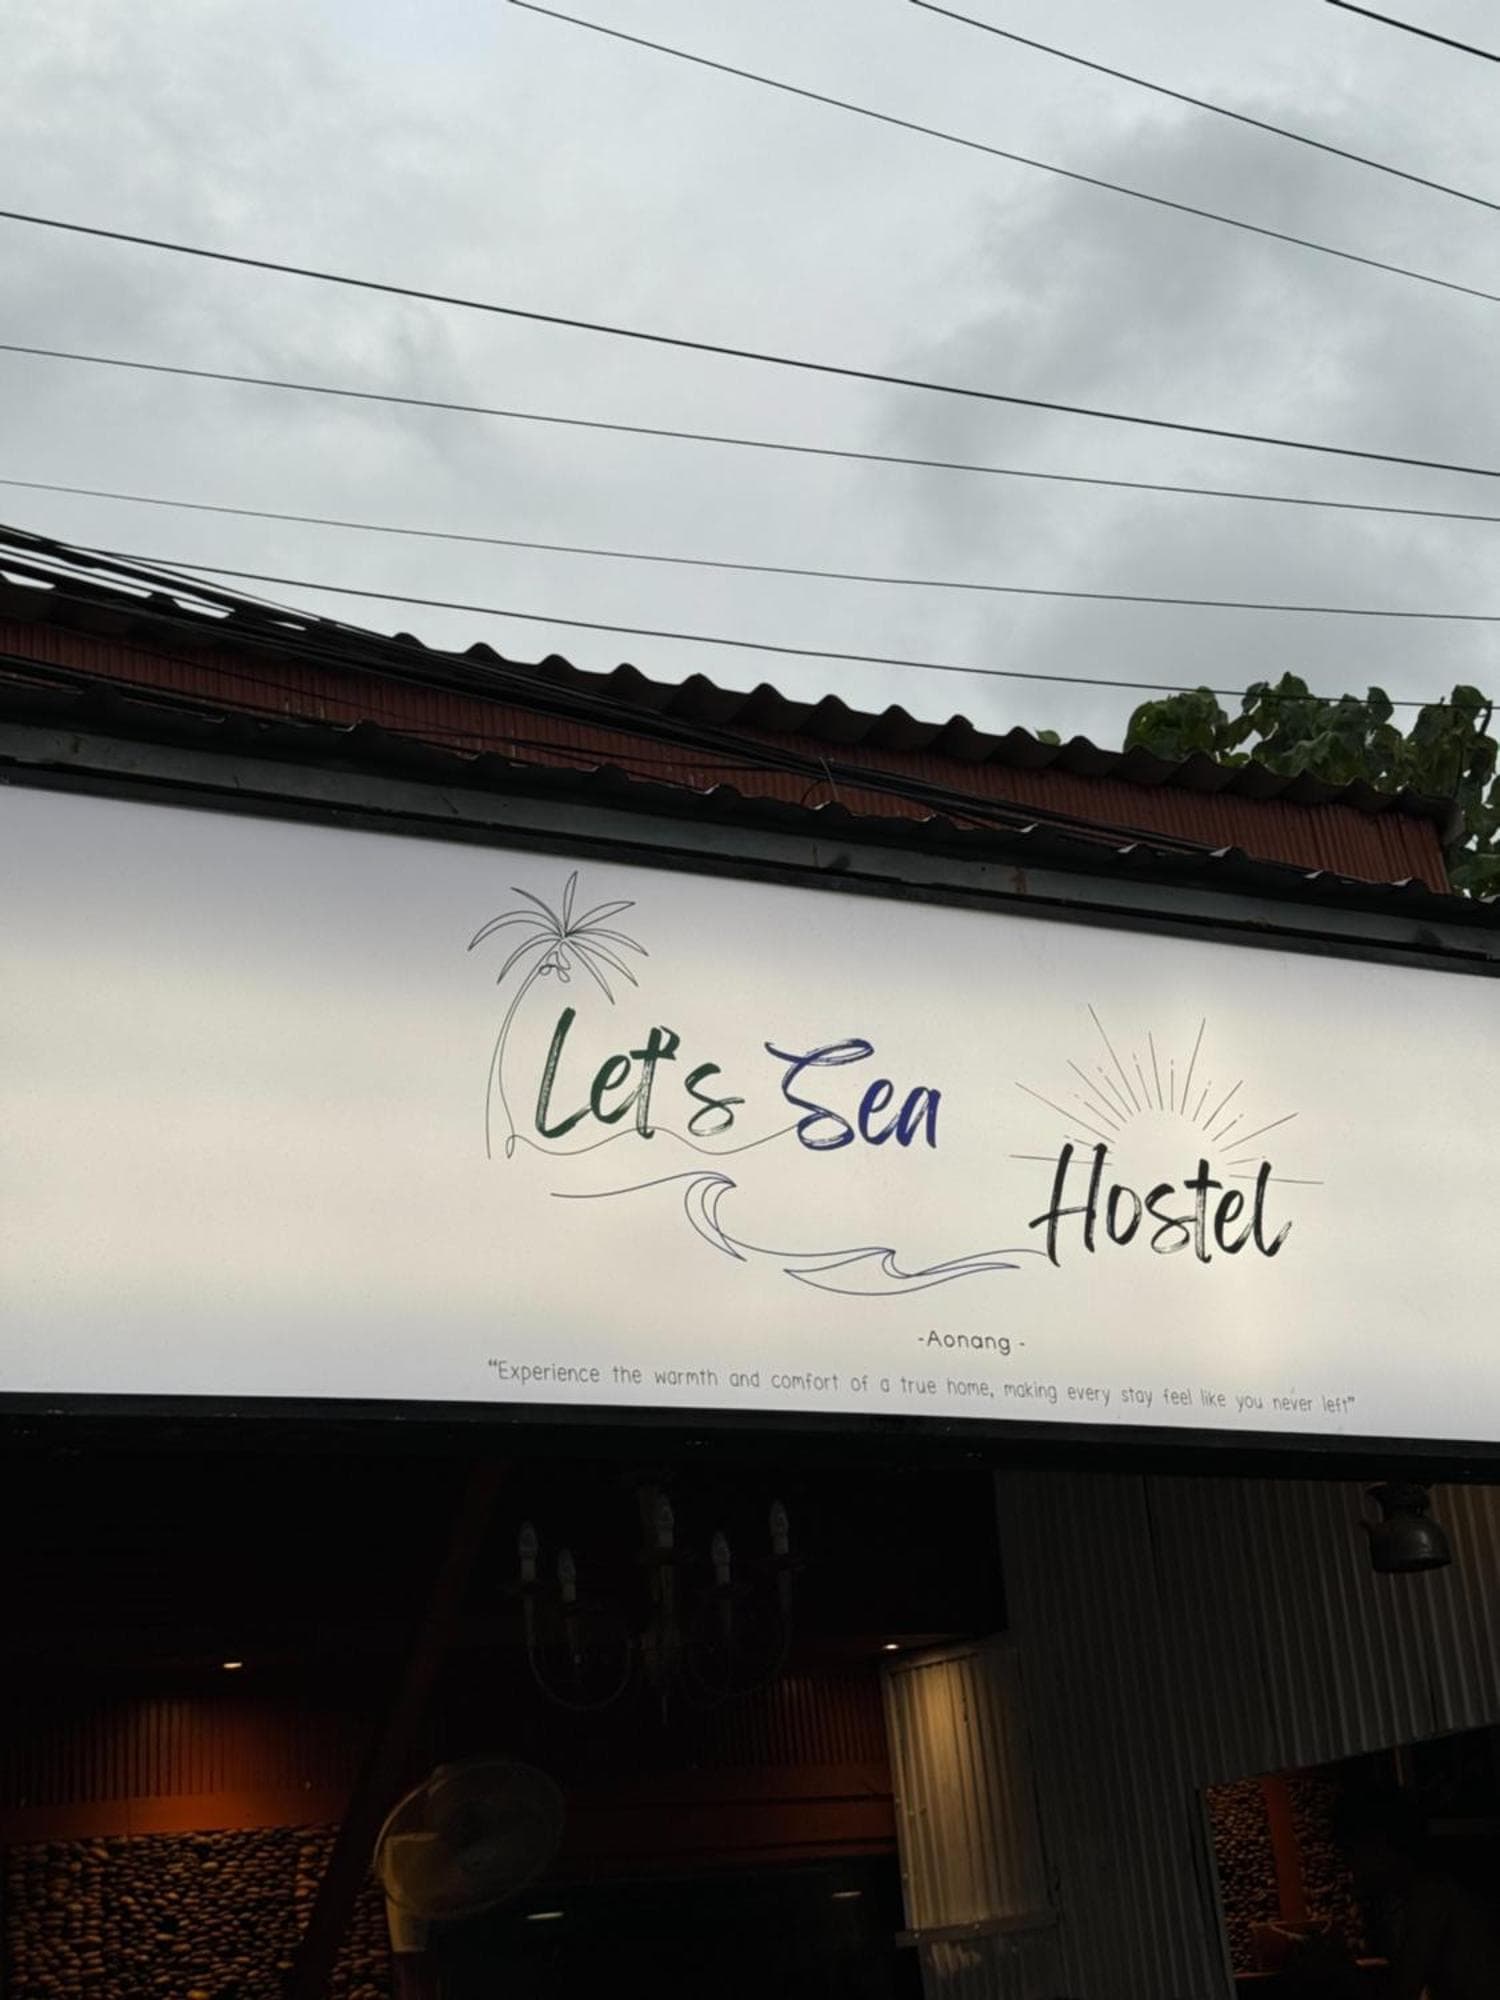 Let's Sea
Hostel
-Aonang -
“Experience the warmth and comfort of a true home, making every stay feel like you never left”